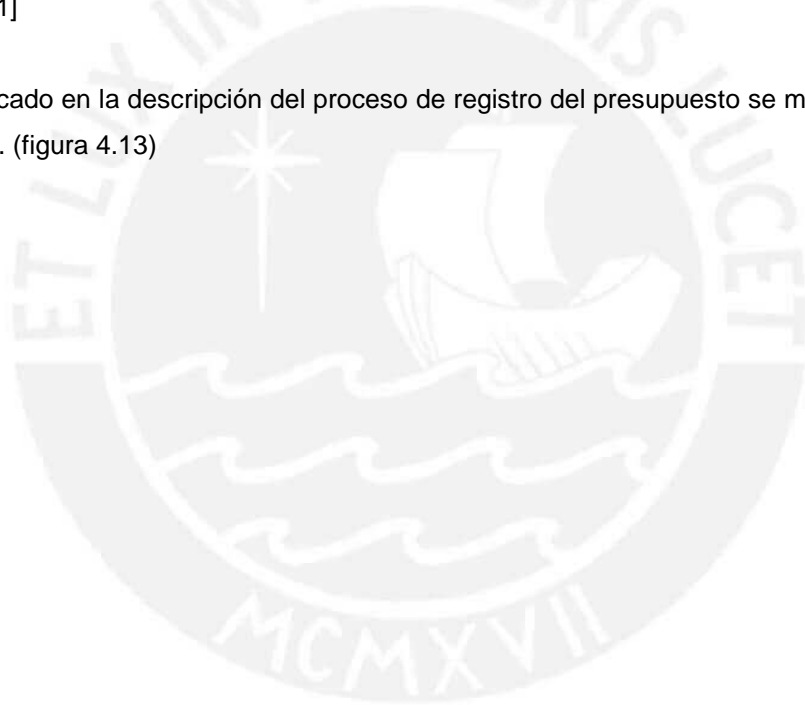 1]
cado en la descripción del proceso de registro del presupuesto se m
. (figura 4.13)
ET LUX IN BRIS LUCET
MCMXVII